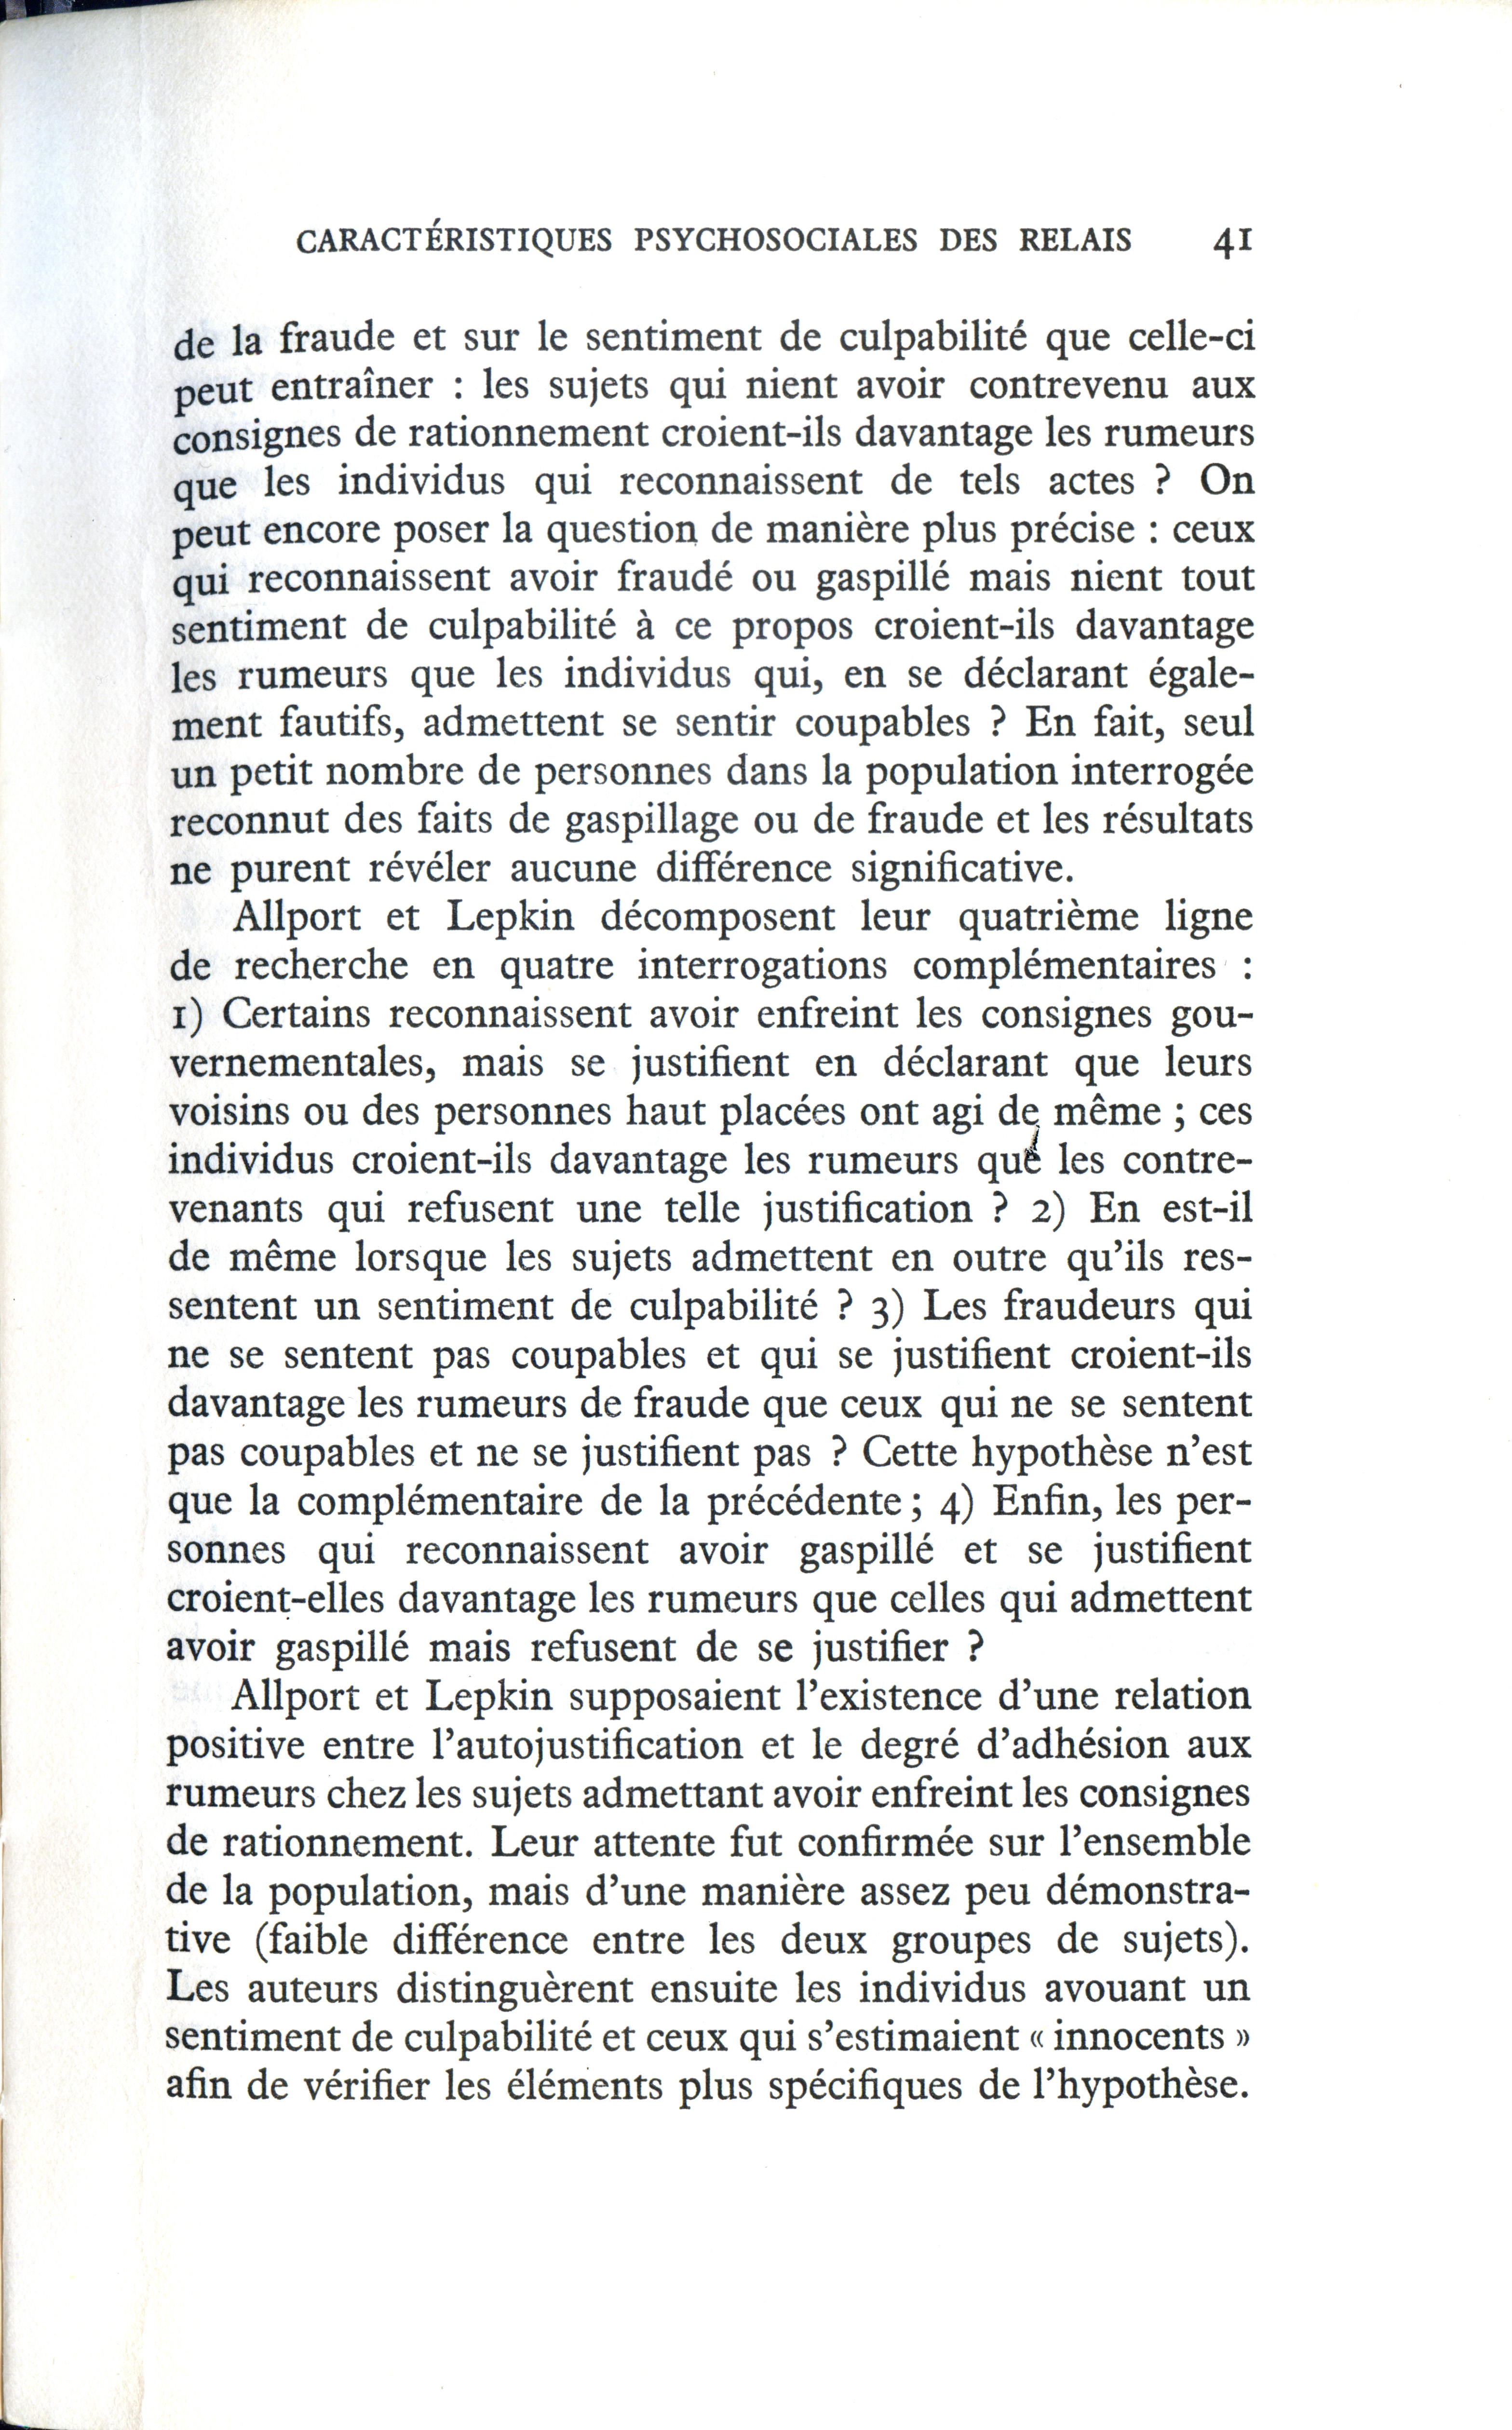 CARACTÉRISTIQUES PSYCHOSOCIALES DES RELAIS 41
de la fraude et sur le sentiment de culpabilité que celle-ci
peut entraîner : les sujets qui nient avoir contrevenu aux
consignes de rationnement croient-ils davantage les rumeurs
que les individus qui reconnaissent de tels actes ? On
peut encore poser la question de manière plus précise : ceux
qui reconnaissent avoir fraudé ou gaspillé mais nient tout
sentiment de culpabilité à ce propos croient-ils davantage
les rumeurs que les individus qui, en se déclarant égale-
ment fautifs, admettent se sentir coupables ? En fait, seul
un petit nombre de personnes dans la population interrogée
reconnut des faits de gaspillage ou de fraude et les résultats
ne purent révéler aucune différence significative.
Allport et Lepkin décomposent leur quatrième ligne
de recherche en quatre interrogations complémentaires :
1) Certains reconnaissent avoir enfreint les consignes gou-
vernementales, mais se justifient en déclarant que leurs
voisins ou des personnes haut placées ont agi de même ; ces
individus croient-ils davantage les rumeurs que les contre-
venants qui refusent une telle justification ? 2) En est-il
de même lorsque les sujets admettent en outre qu'ils res-
sentent un sentiment de culpabilité ? 3) Les fraudeurs qui
ne se sentent pas coupables et qui se justifient croient-ils
davantage les rumeurs de fraude que ceux qui ne se sentent
pas coupables et ne se justifient pas ? Cette hypothèse n'est
que la complémentaire de la précédente ; 4) Enfin, les per-
sonnes qui reconnaissent avoir gaspillé et se justifient
croient-elles davantage les rumeurs que celles qui admettent
avoir gaspillé mais refusent de se justifier ?
Allport et Lepkin supposaient l'existence d'une relation
positive entre l'autojustification et le degré d'adhésion aux
rumeurs chez les sujets admettant avoir enfreint les consignes
de rationnement. Leur attente fut confirmée sur l'ensemble
de la population, mais d'une manière assez peu démonstra-
tive (faible différence entre les deux groupes de sujets).
Les auteurs distinguèrent ensuite les individus avouant un
sentiment de culpabilité et ceux qui s'estimaient « innocents »
afin de vérifier les éléments plus spécifiques de l'hypothèse.